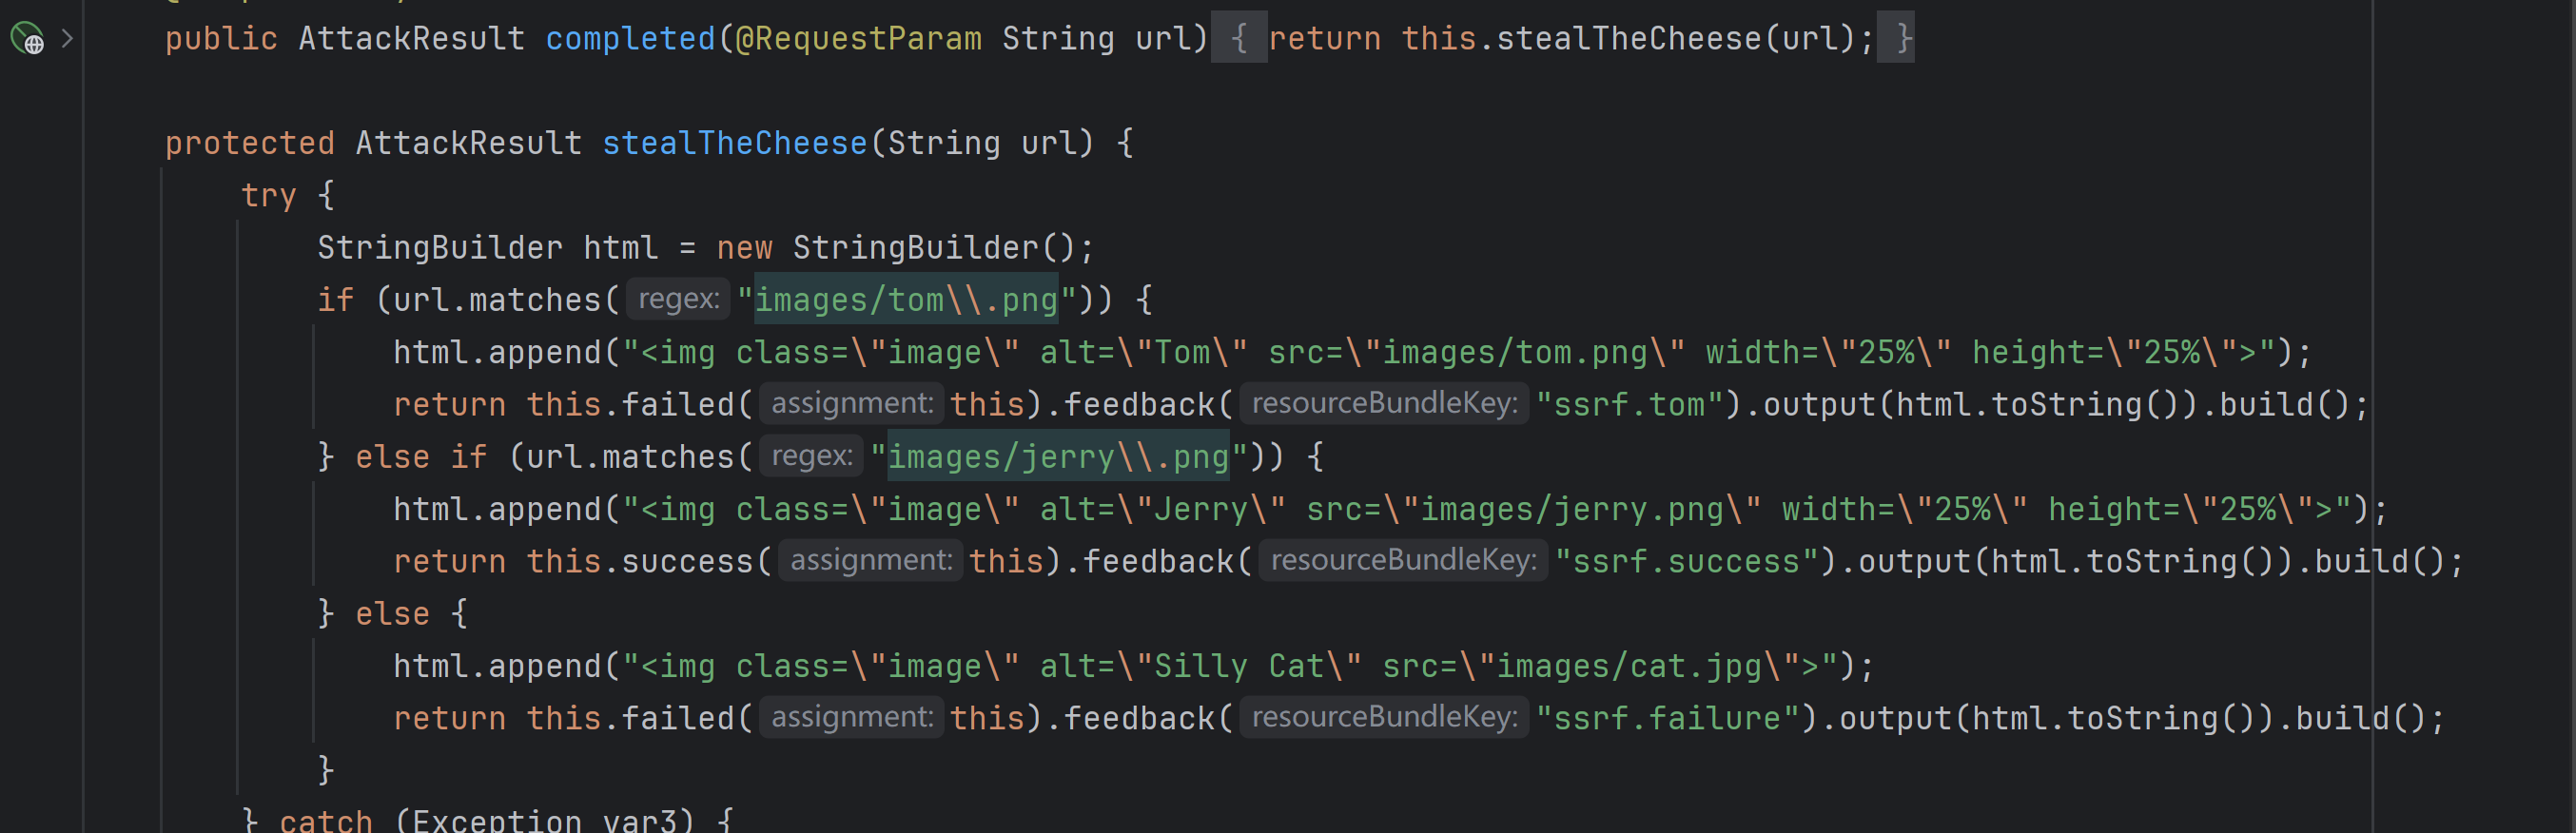 public AttackResult completed(@RequestParam String url) { return this.stealTheCheese(url); }
protected AttackResult stealTheCheese(String url) {
try {
StringBuilder html = new StringBuilder();
if (url.matches( regex: "images/tom\\.png")) {
html.append("<img class=\"image\" alt=\"Tom\" src=\"images/tom.png\" width=\"25%\" height=\"25%\">");
return this.failed( assignment: this).feedback( resourceBundleKey: "ssrf.tom").output(html.toString()).build();
} else if (url.matches( regex: "images/jerry\\.png")) {
html.append("<img class=\"image\" alt=\"Jerry\" src=\"images/jerry.png\" width=\"25%\" height=\"25%\">");
return this.success( assignment: this).feedback( resourceBundleKey: "ssrf.success").output(html.toString()).build();
} else {
html.append("<img class=\"image\" alt=\"Silly Cat\" src=\"images/cat.jpg\">");
return this.failed( assignment: this).feedback( resourceBundleKey: "ssrf.failure").output(html.toString()).build();
}
} catch (Exception var3) {